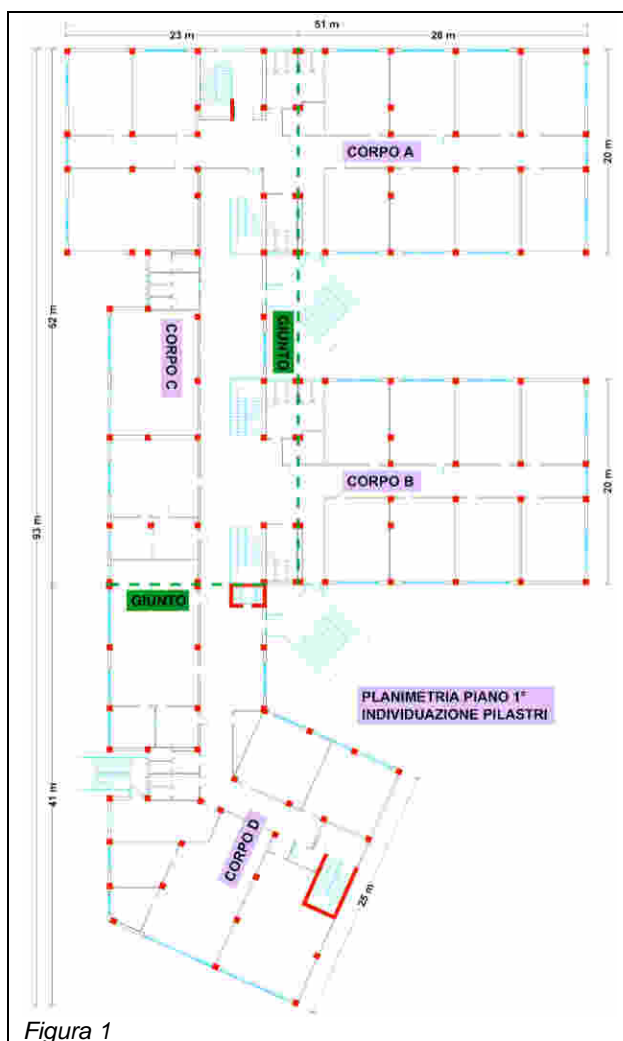 51 m
23 m
28 m
CORPO A
20 m
52 m
GIUNTO
CORPO C
CORPO B
20 m
93 m
GIUNTO
PLANIMETRIA PIANO 1°
INDIVIDUAZIONE PILASTRI
41 m
CORPO D
25 m
Figura 1